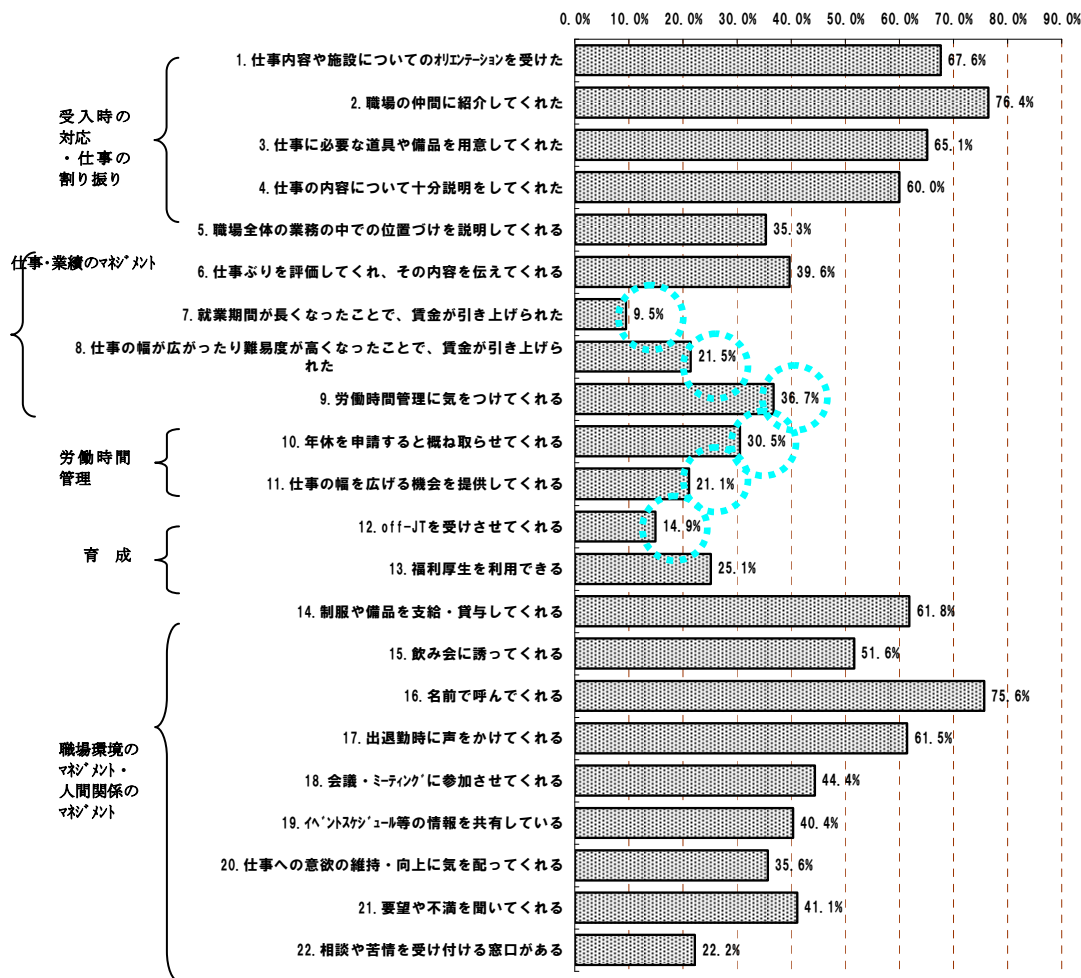 0.0% 10.0% 20.0% 30.0% 40.0% 50.0% 60.0% 70.0% 80.0% 90.0%
受入時の
対応
・仕事の
割り振り
1.仕事内容や施設についてのｵﾘｴﾝﾃｰｼｮﾝを受けた 67.6%
2.職場の仲間に紹介してくれた 76.4%
3.仕事に必要な道具や備品を用意してくれた 65.1%
4.仕事の内容について十分説明をしてくれた 60.0%
5.職場全体の業務の中での位置づけを説明してくれる 35.3%
仕事・業績のﾏﾈｼﾞﾒﾝﾄ
6.仕事ぶりを評価してくれ、その内容を伝えてくれる 39.6%
7.就業期間が長くなったことで、賃金が引き上げられた 9.5%
8.仕事の幅が広がったり難易度が高くなったことで、賃金が引き上げら
れた 21.5%
9.労働時間管理に気をつけてくれる 36.7%
労働時間
管理
10.年休を申請すると概ね取らせてくれる 30.5%
11.仕事の幅を広げる機会を提供してくれる 21.1%
育 成
12.off-JTを受けさせてくれる 14.9%
13.福利厚生を利用できる 25.1%
職場環境の
ﾏﾈｼﾞﾒﾝﾄ・
人間関係の
ﾏﾈｼﾞﾒﾝﾄ
14.制服や備品を支給・貸与してくれる 61.8%
15.飲み会に誘ってくれる 51.6%
16.名前で呼んでくれる 75.6%
17.出退勤時に声をかけてくれる 61.5%
18.会議・ﾐｰﾃｨﾝｸﾞに参加させてくれる 44.4%
19.ｲﾍﾞﾝﾄｽｹｼﾞｭｰﾙ等の情報を共有している 40.4%
20.仕事への意欲の維持・向上に気を配ってくれる 35.6%
21.要望や不満を聞いてくれる 41.1%
22.相談や苦情を受け付ける窓口がある 22.2%